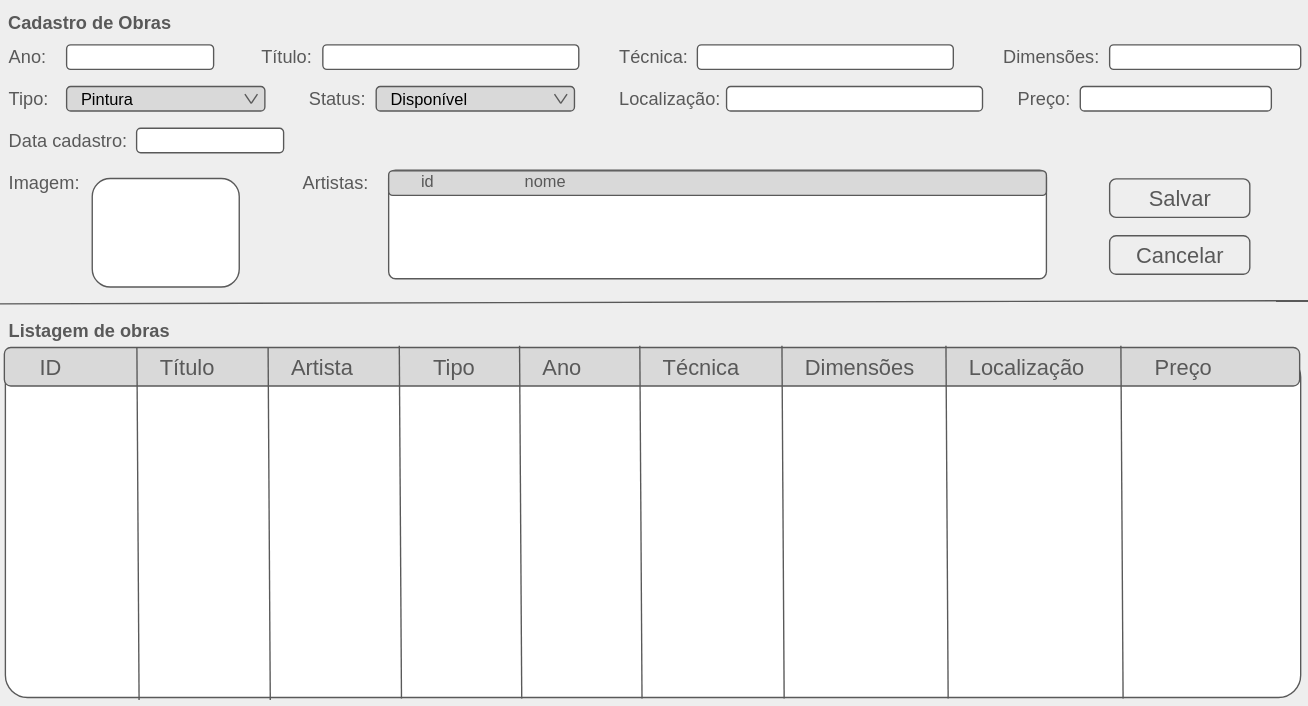 Cadastro de Obras
Ano: Título: Técnica: Dimensões:
Tipo: Pintura Status: Disponível Localização: Preço:
Data cadastro:
Imagem: Artistas: id nome
Salvar
Cancelar
Listagem de obras
ID Título Artista Tipo Ano Técnica Dimensões Localização Preço